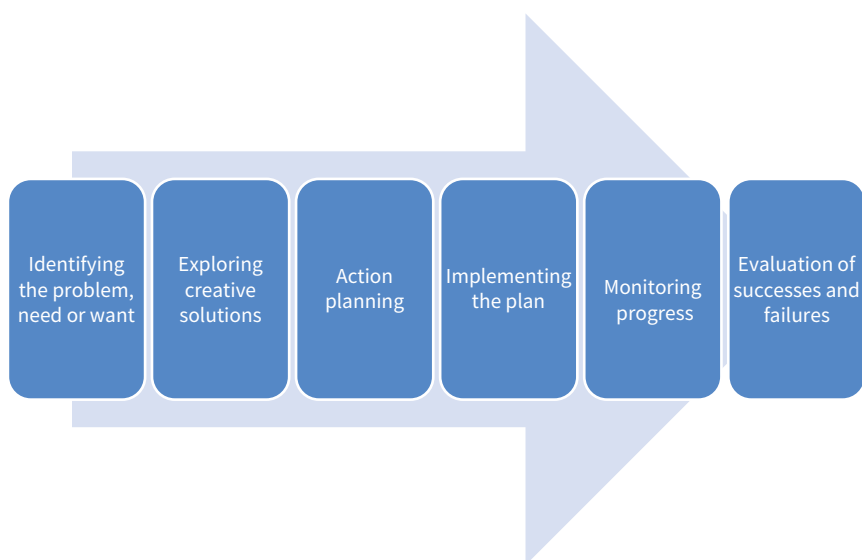 Identifying
the problem,
need or want
Exploring
creative
solutions
Action
planning
Implementing
the plan
Monitoring
progress
Evaluation of
successes and
failures